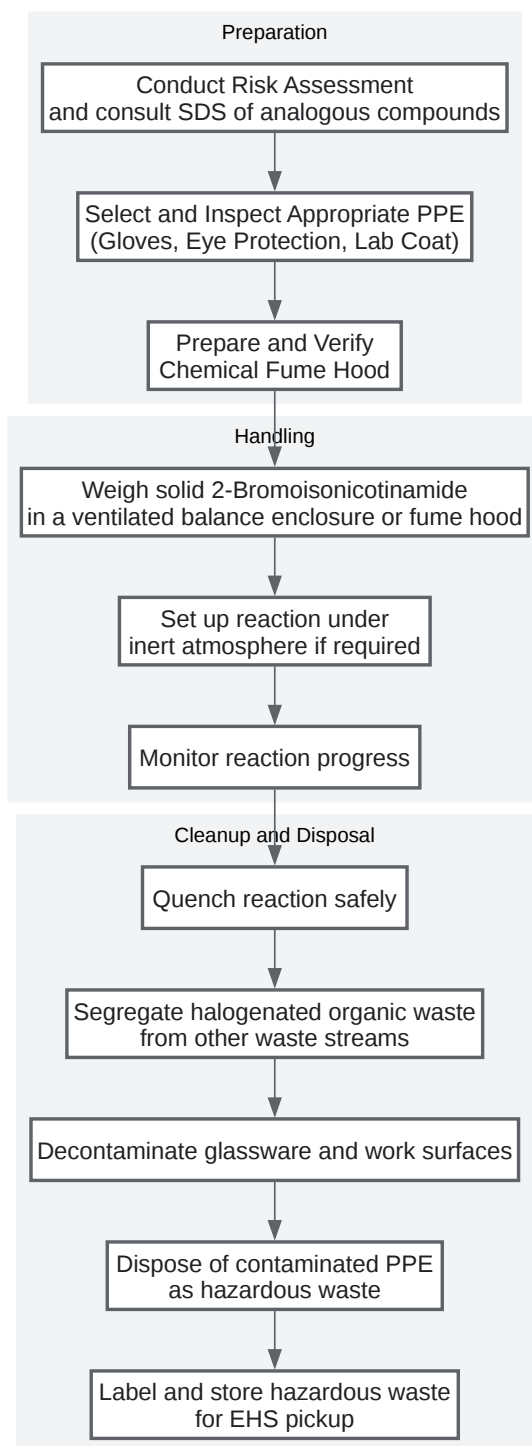 Preparation
Conduct Risk Assessment
and consult SDS of analogous compounds
Select and Inspect Appropriate PPE
(Gloves, Eye Protection, Lab Coat)
Prepare and Verify
Chemical Fume Hood
Handling
Weigh solid 2-Bromoisonicotinamide
in a ventilated balance enclosure or fume hood
Set up reaction under
inert atmosphere if required
Monitor reaction progress
Cleanup and Disposal
Quench reaction safely
Segregate halogenated organic waste
from other waste streams
Decontaminate glassware and work surfaces
Dispose of contaminated PPE
as hazardous waste
Label and store hazardous waste
for EHS pickup